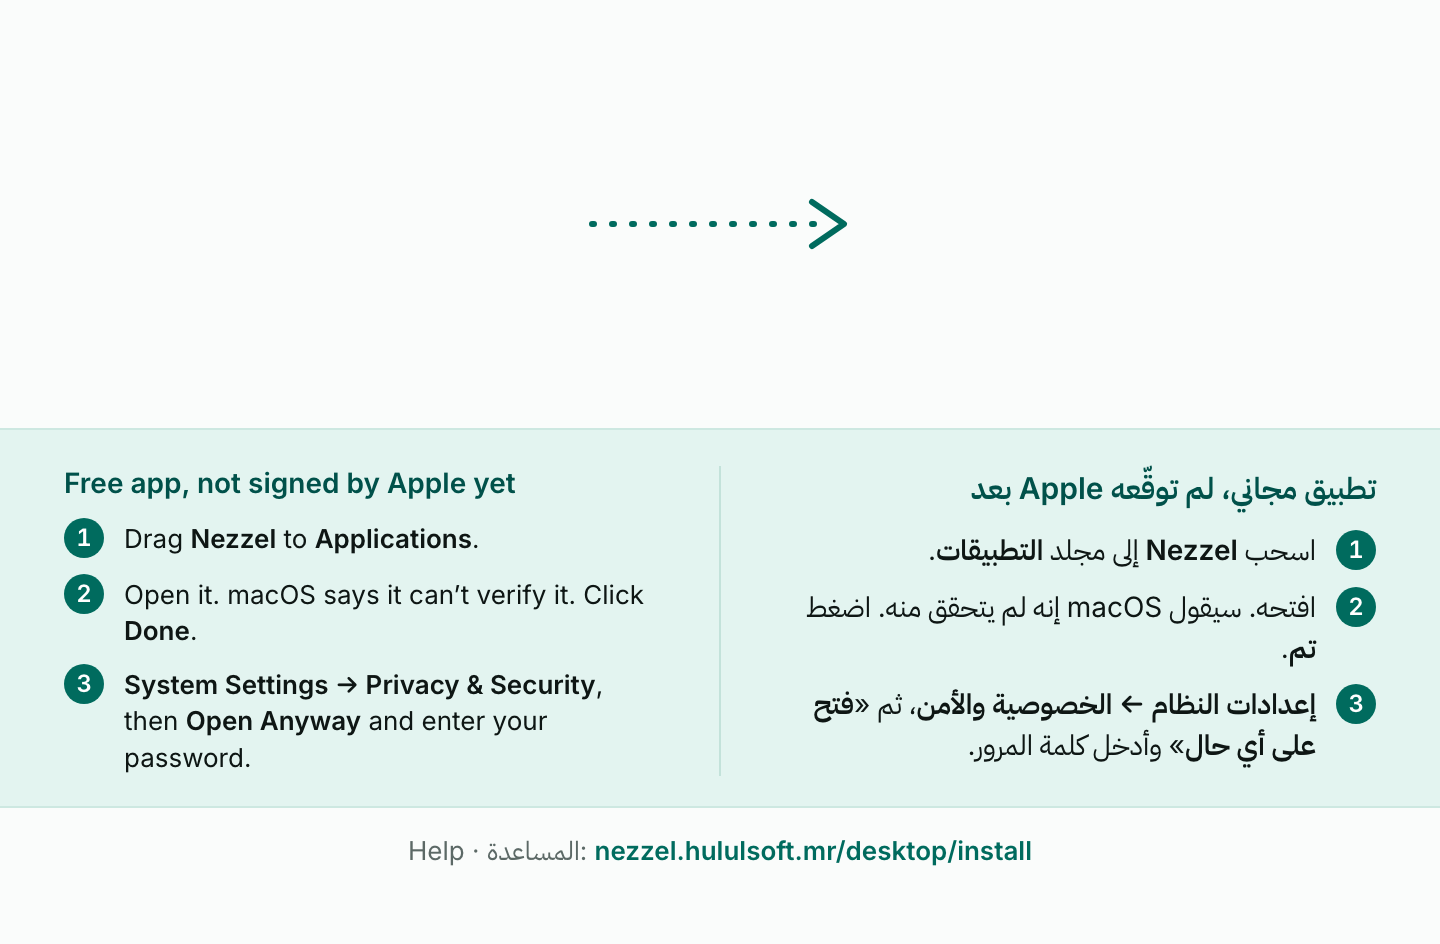 Free app, not signed by Apple yet
1 Drag Nezzel to Applications.
2 Open it. macOS says it can’t verify it. Click
Done.
3 System Settings → Privacy & Security,
then Open Anyway and enter your
password.
تطبيق مجاني، لم توقّعه Apple بعد
1 اسحب Nezzel إلى مجلد التطبيقات.
2 افتحه. سيقول macOS إنه لم يتحقق منه. اضغط
تم.
3 إعدادات النظام ← الخصوصية والأمن، ثم «فتح
على أي حال» وأدخل كلمة المرور.
Help · المساعدة: nezzel.hululsoft.mr/desktop/install